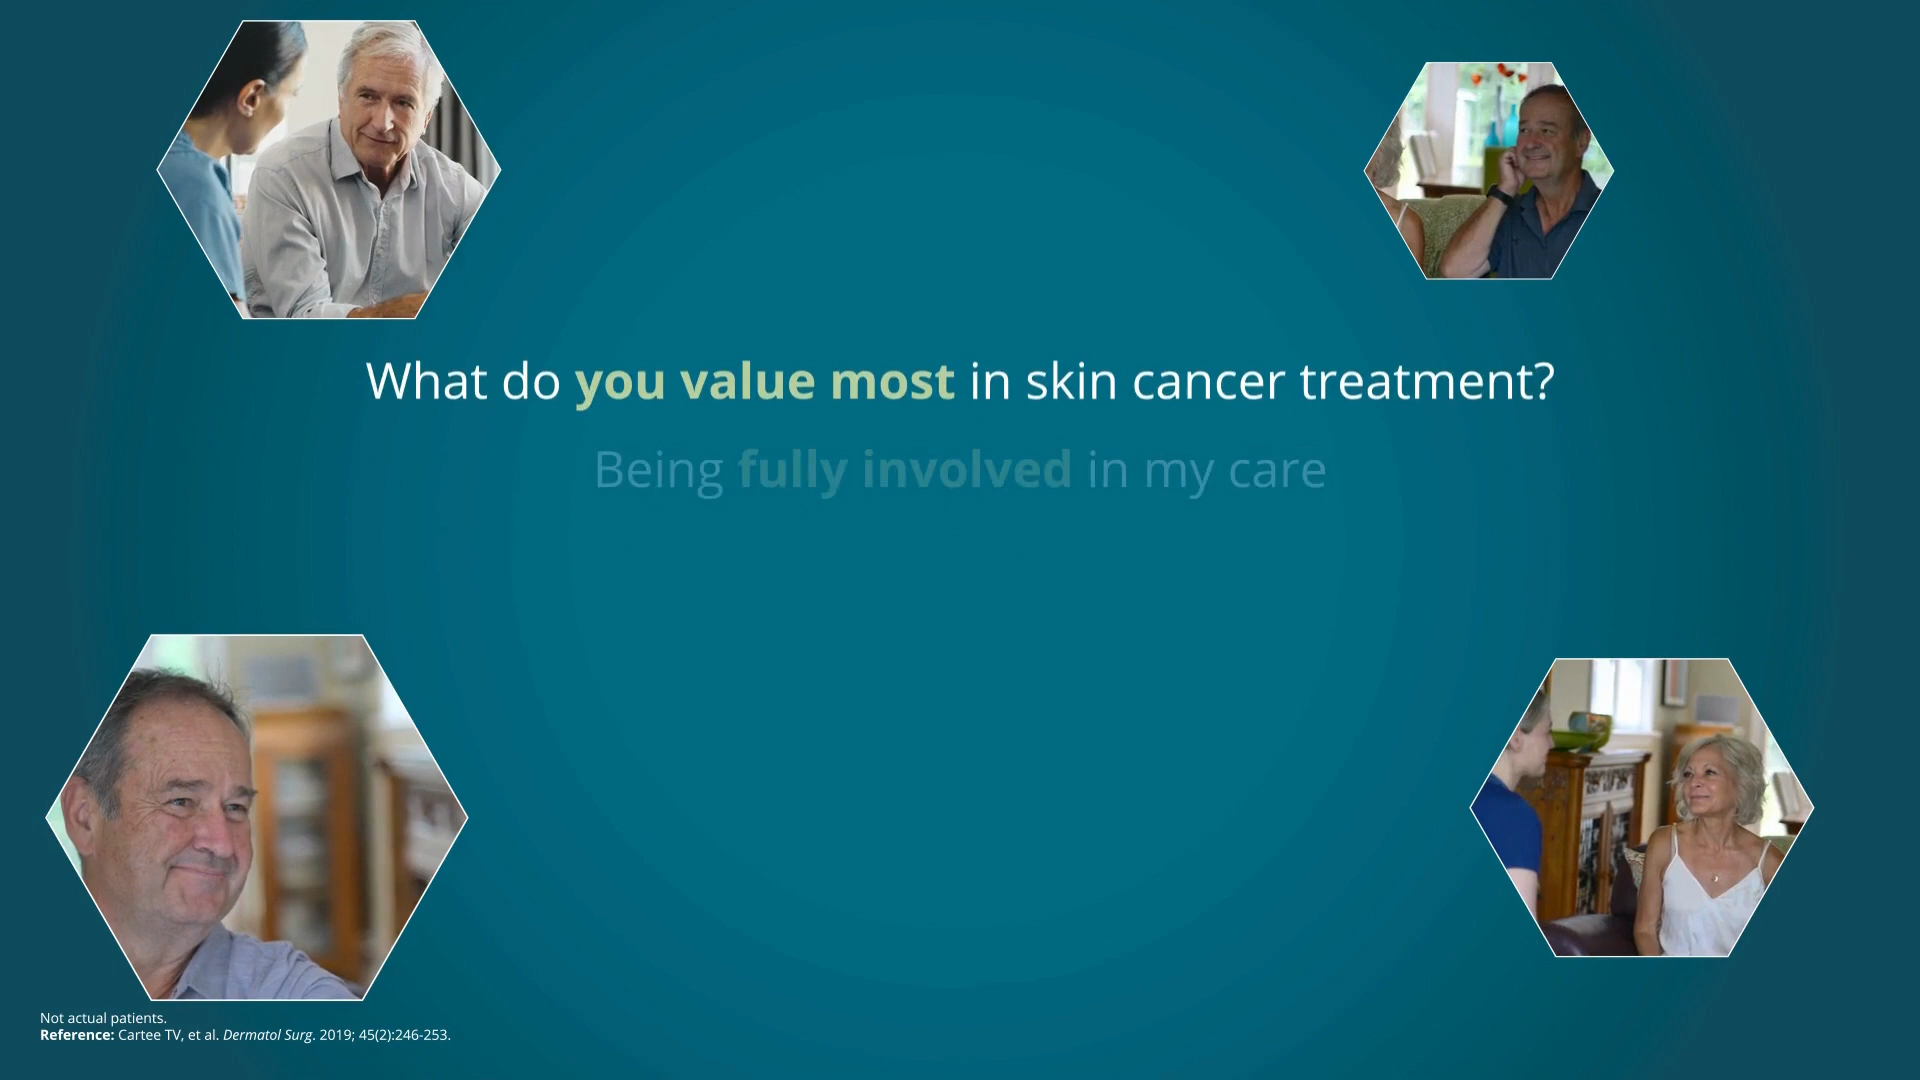 What do you value most in skin cancer treatment?
Being fully involved in my care
Not actual patients.
Reference: Cartee TV, et al. Dermatol Surg. 2019; 45(2):246-253.